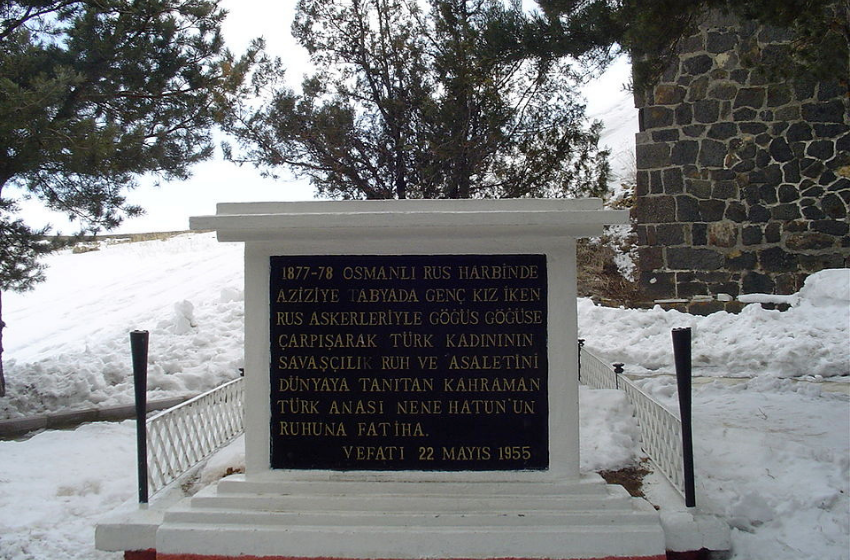 1877-78 OSMANLI RUS HARBİNDE
AZİZİYE TABYADA GENÇ KIZ İKEN
RUS ASKERLERİYLE GÖĞÜS GÖĞÜSE
ÇARPIŞARAK TÜRK KADINININ
SAVAŞÇILIK RUH VE ASALETİNİ
DÜNYAYA TANITAN KAHRAMAN
TÜRK ANASI NENE HATUN'UN
RUHUNA FATİHA.
VEFATI 22 MAYIS 1955